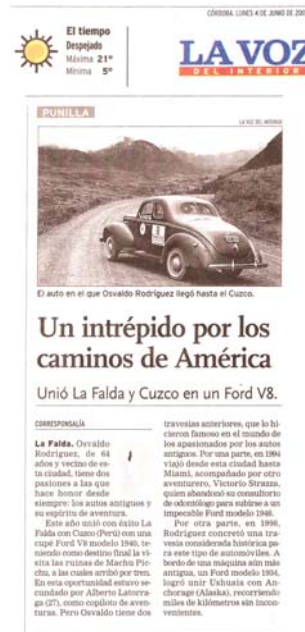 CÓRDOBA, LUNES 4 DE JUNIO DE 200
El tiempo
Despejado
Máxima 21°
Mínima 5°
LA VOZ
DEL INTERIOR
PUNILLA
LA VOZ DEL INTERIOR
El auto en el que Osvaldo Rodríguez llegó hasta el Cuzco.
Un intrépido por los
caminos de América
Unió La Falda y Cuzco en un Ford V8.
CORRESPONSALÍA
La Falda. Osvaldo
Rodríguez, de 64
años y vecino de es-
ta ciudad, tiene dos
pasiones a las que
hace honor desde
siempre: los autos antiguos y
su espíritu de aventura.
Este año unió con éxito La
Falda con Cuzco (Perú) con una
cupé Ford V8 modelo 1940, te-
niendo como destino final la vi-
sita las ruinas de Machu Pic-
chu, a las cuales arribó por tren.
En esta oportunidad estuvo se-
cundado por Alberto Latorra-
ga (27), como copiloto de aven-
turas. Pero Osvaldo tiene dos
travesías anteriores, que lo hi-
cieron famoso en el mundo de
los apasionados por los autos
antiguos. Por una parte, en 1994
viajó desde esta ciudad hasta
Miami, acompañado por otro
aventurero, Victorio Strazza,
quien abandonó su consultorio
de odontólogo para subirse a un
impecable Ford modelo 1946.
Por otra parte, en 1998,
Rodríguez concretó una tra-
vesía considerada histórica pa-
ra este tipo de automóviles. A
bordo de una máquina aún más
antigua, un Ford modelo 1934,
logró unir Ushuaia con An-
chorage (Alaska), recorriendo
miles de kilómetros sin incon-
venientes.